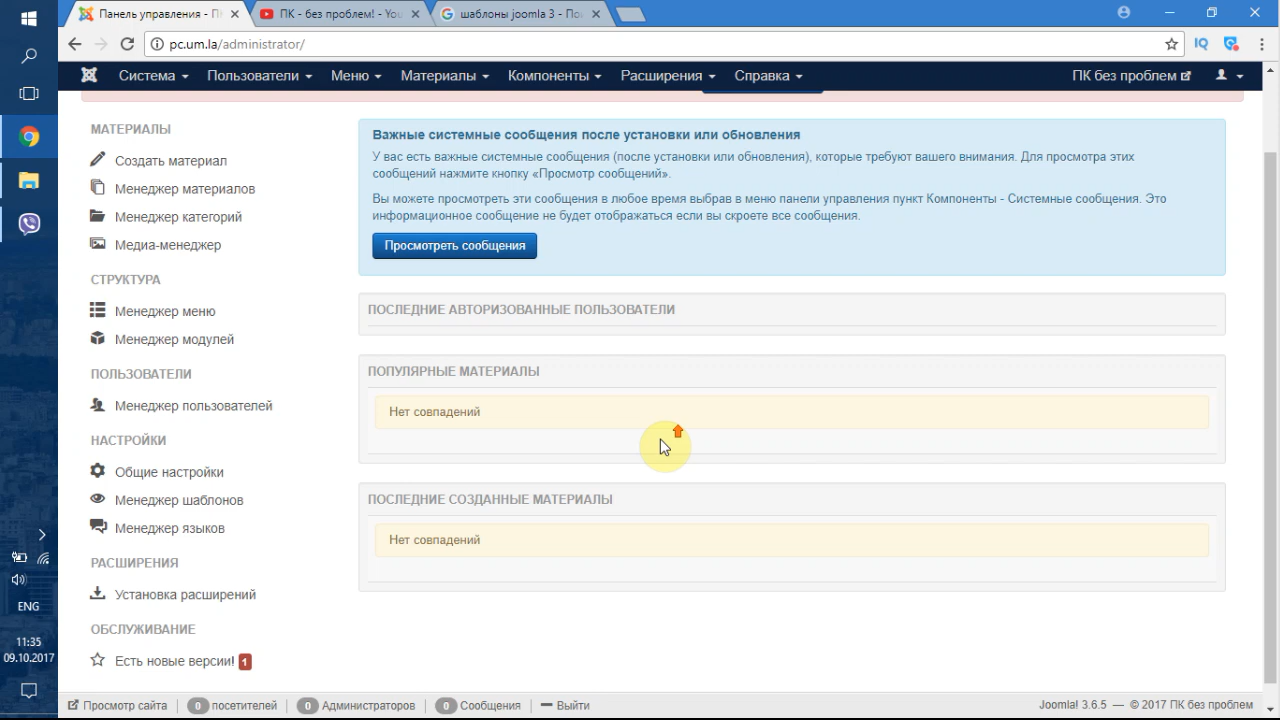 Панель управления - Пк
ПК - без проблем! - You
шаблоны joomla 3 - Пои
pc.um.la/administrator/
IQ
Система
Пользователи
Меню
Материалы
Компоненты
Расширения
Справка
ПК без проблем
МАТЕРИАЛЫ
Создать материал
Менеджер материалов
Менеджер категорий
Медиа-менеджер
СТРУКТУРА
Менеджер меню
Менеджер модулей
ПОЛЬЗОВАТЕЛИ
Менеджер пользователей
НАСТРОЙКИ
Общие настройки
Менеджер шаблонов
Менеджер языков
РАСШИРЕНИЯ
Установка расширений
ОБСЛУЖИВАНИЕ
Есть новые версии! 1
Важные системные сообщения после установки или обновления
У вас есть важные системные сообщения (после установки или обновления), которые требуют вашего внимания. Для просмотра этих
сообщений нажмите кнопку «Просмотр сообщений».
Вы можете просмотреть эти сообщения в любое время выбрав в меню панели управления пункт Компоненты - Системные сообщения. Это
информационное сообщение не будет отображаться если вы скроете все сообщения.
Просмотреть сообщения
ПОСЛЕДНИЕ АВТОРИЗОВАННЫЕ ПОЛЬЗОВАТЕЛИ
ПОПУЛЯРНЫЕ МАТЕРИАЛЫ
Нет совпадений
ПОСЛЕДНИЕ СОЗДАННЫЕ МАТЕРИАЛЫ
Нет совпадений
ENG
11:35
09.10.2017
Просмотр сайта
0 посетителей
0 Администраторов
0 Сообщения
Выйти
Joomla! 3.6.5 — © 2017 ПК без проблем